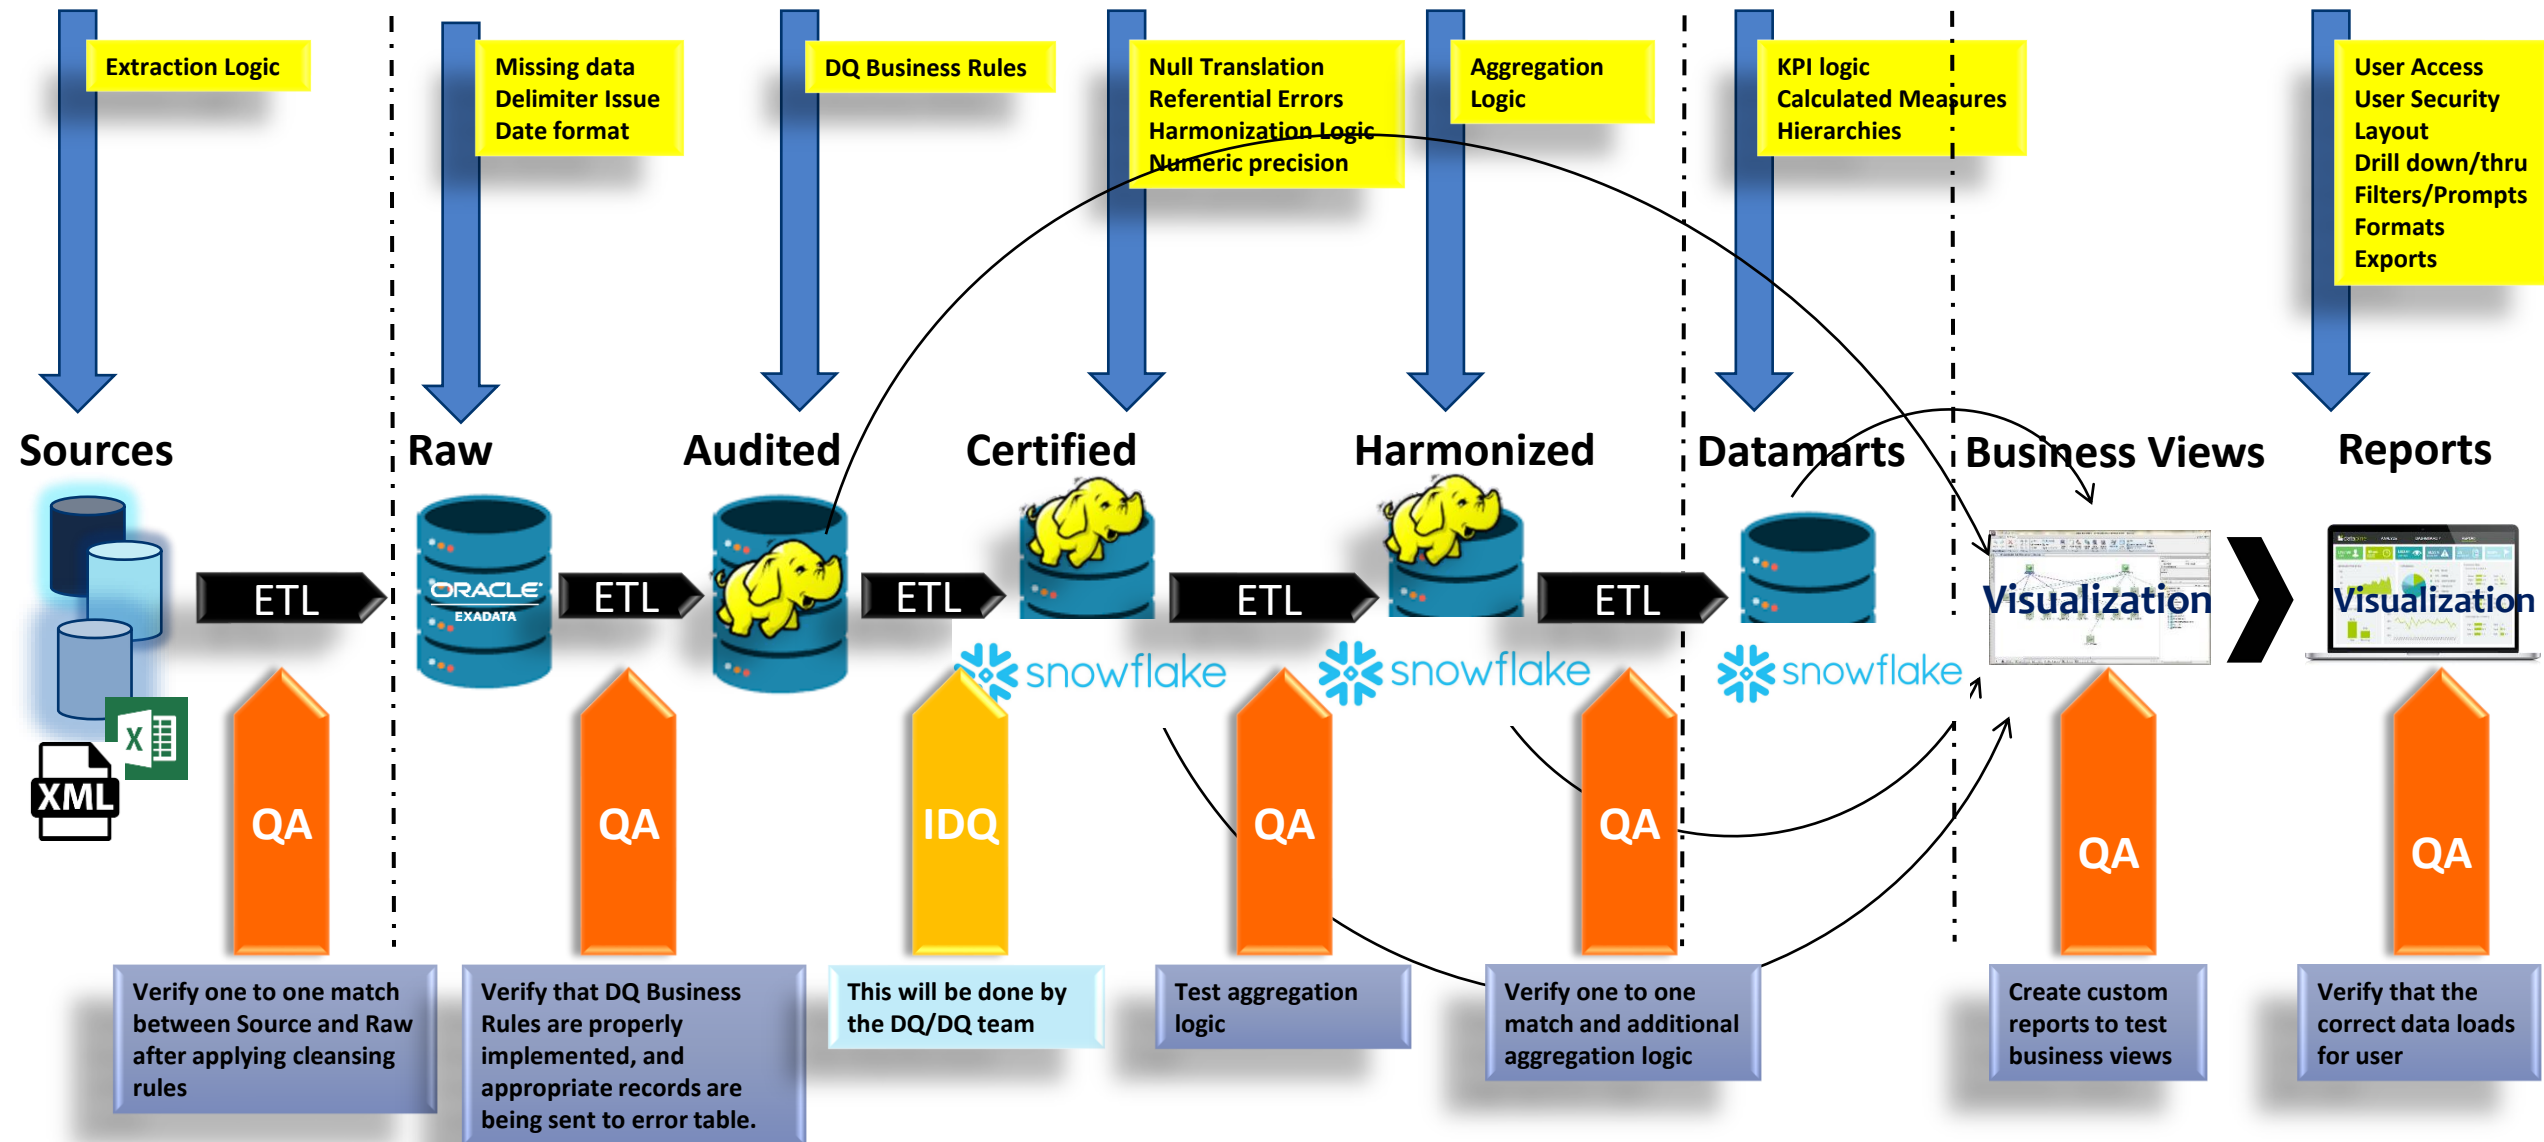 Extraction Logic
Missing data
Delimiter Issue
Date format
DQ Business Rules
Null Translation
Referential Errors
Harmonization Logic
Numeric precision
Aggregation
Logic
KPI logic
Calculated Measures
Hierarchies
User Access
User Security
Layout
Drill down/thru
Filters/Prompts
Formats
Exports
Sources
Raw
Audited
Certified
Harmonized
Datamarts
Business Views
Reports
ETL
ORACLE
EXADATA
ETL
ETL
ETL
ETL
Visualization
Visualization
snowflake
snowflake
snowflake
X
XML
QA
QA
IDQ
QA
QA
QA
QA
Verify one to one match
between Source and Raw
after applying cleansing
rules
Verify that DQ Business
Rules are properly
implemented, and
appropriate records are
being sent to error table.
This will be done by
the DQ/DQ team
Test aggregation
logic
Verify one to one
match and additional
aggregation logic
Create custom
reports to test
business views
Verify that the
correct data loads
for user